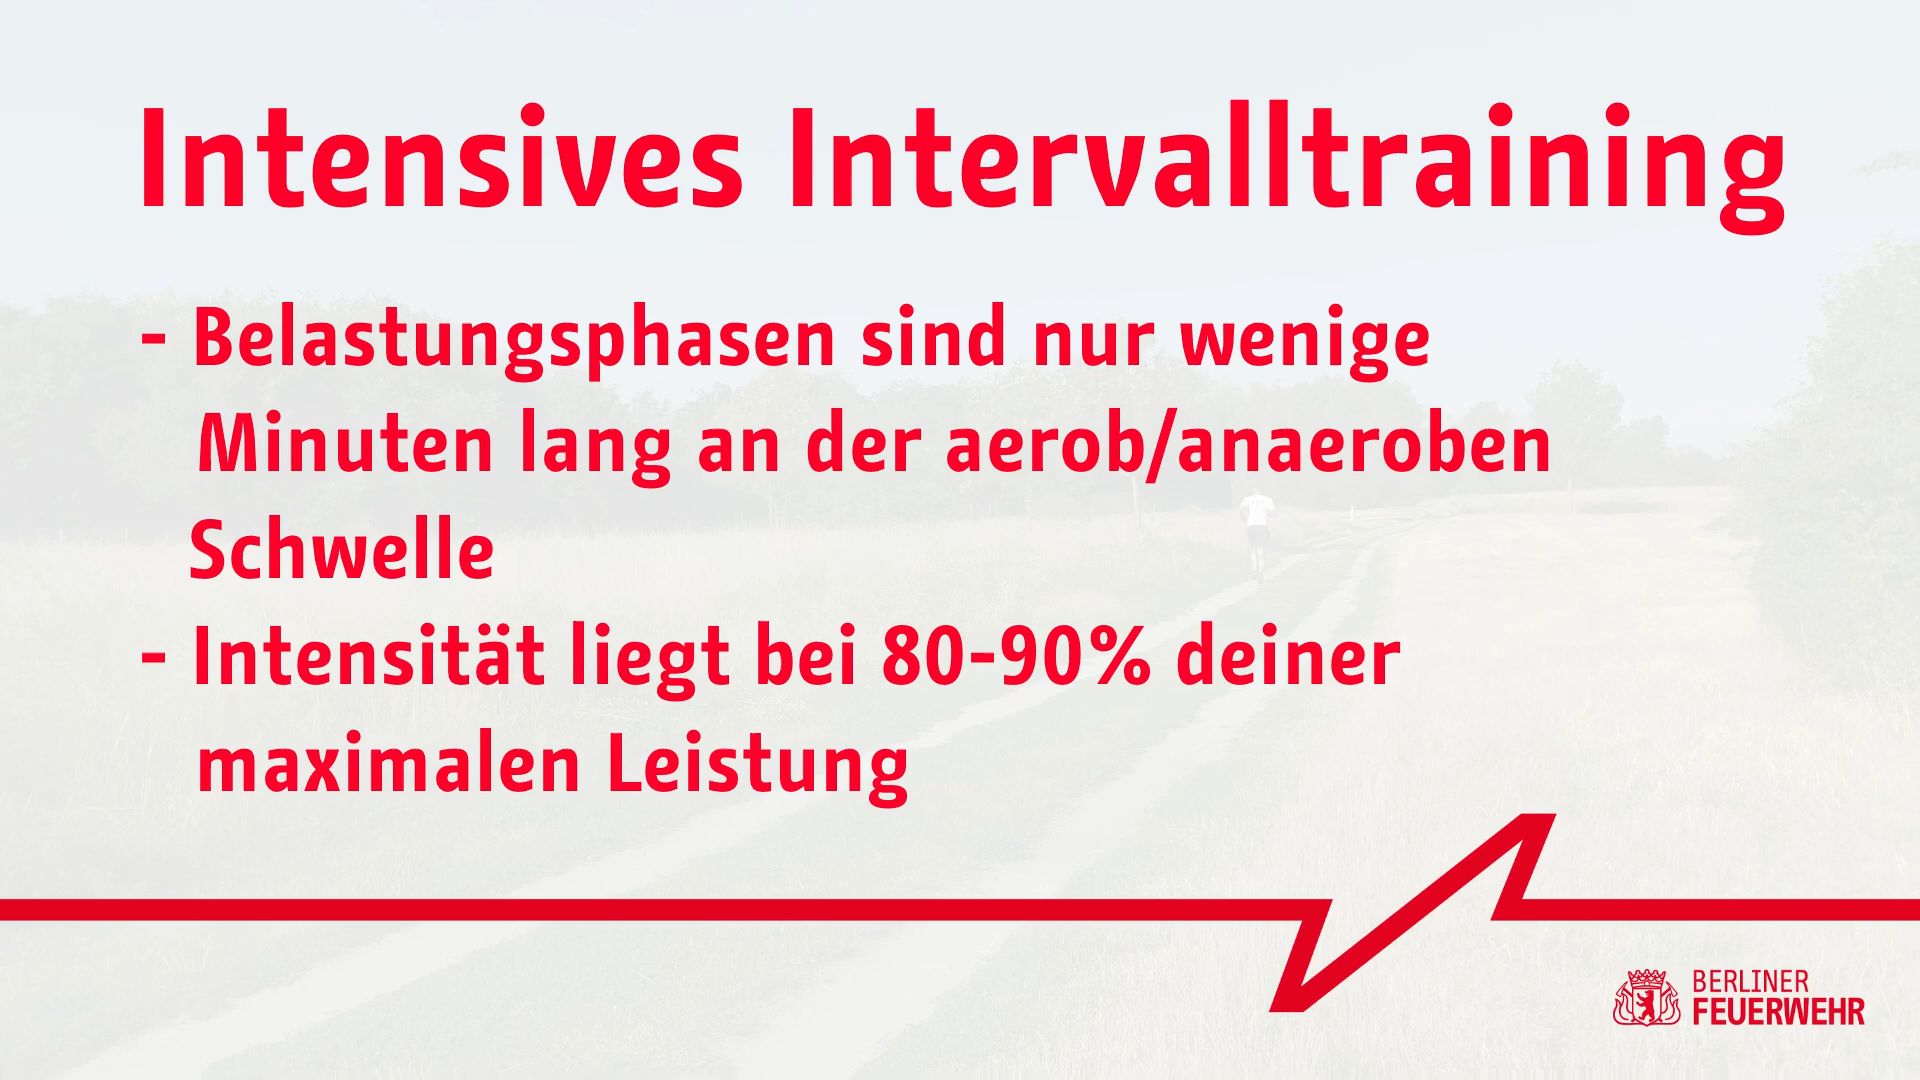 Intensives Intervalltraining
- Belastungsphasen sind nur wenige
Minuten lang an der aerob/anaeroben
Schwelle
- Intensität liegt bei 80-90% deiner
maximalen Leistung
BERLINER
FEUERWEHR